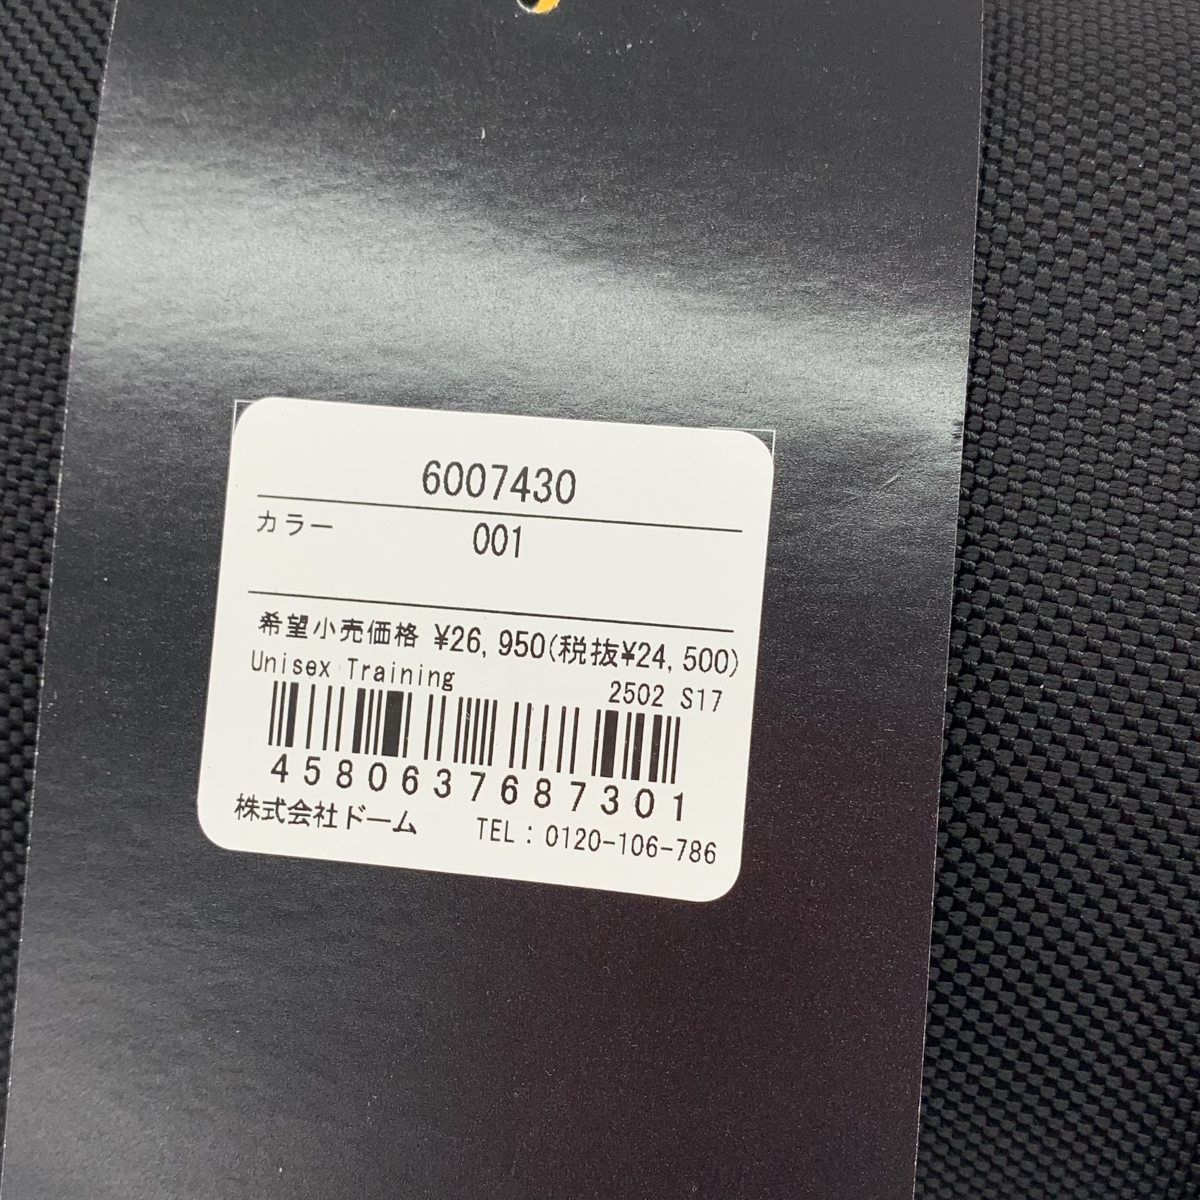 6007430
カラー 001
希望小売価格 ¥26,950(税抜¥24,500)
Unisex Training 2502 S17
4580637687301
株式会社ドーム TEL:0120-106-786